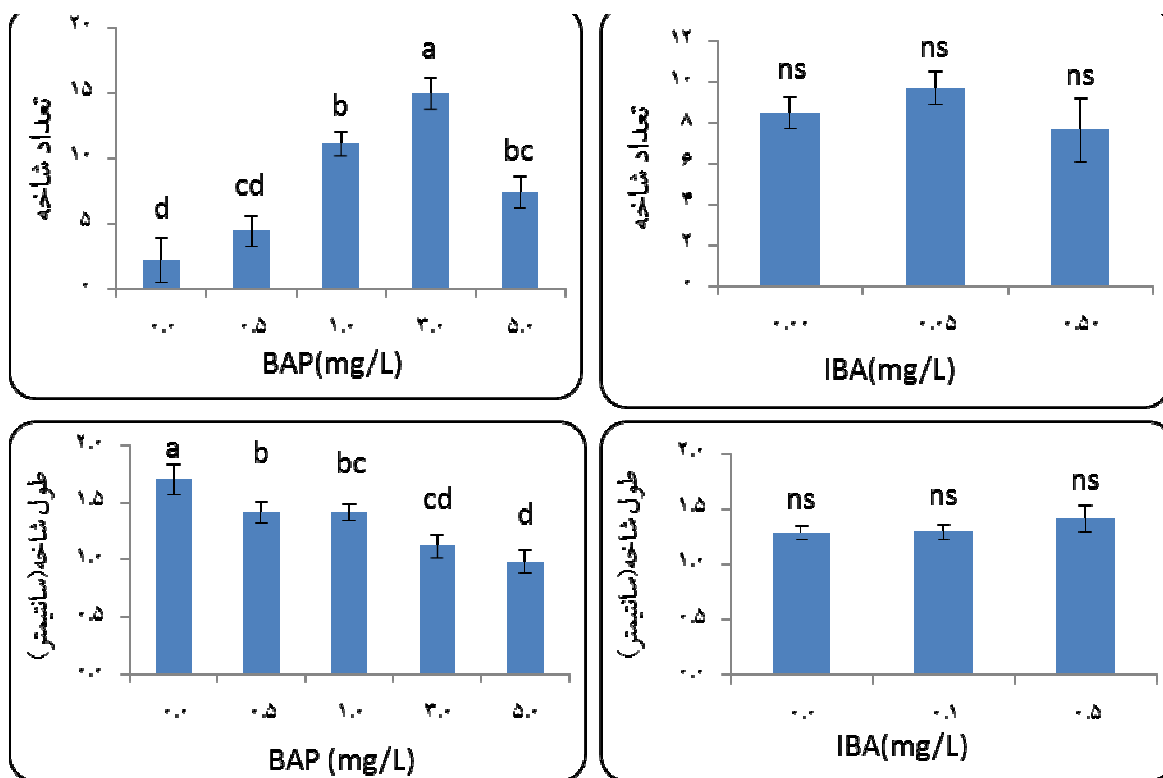 تعداد شاخه
۲۰
۱۵
۱۰
۵
۰
d
cd
b
a
bc
۰.۰ ۰.۵ ۱.۰ ۳.۰ ۵.۰
BAP(mg/L)
تعداد شاخه
۱۲
۱۰
۸
۶
۴
۲
۰
ns
ns
ns
۰.۰۰ ۰.۰۵ ۰.۵۰
IBA(mg/L)
طول شاخه(سانتیمتر)
۲.۰
۱.۵
۱.۰
۰.۵
۰.۰
a
b
bc
cd
d
۰.۰ ۰.۵ ۱.۰ ۳.۰ ۵.۰
BAP (mg/L)
طول شاخه(سانتیمتر)
۲.۰
۱.۵
۱.۰
۰.۵
۰.۰
ns
ns
ns
۰.۰ ۰.۱ ۰.۵
IBA(mg/L)